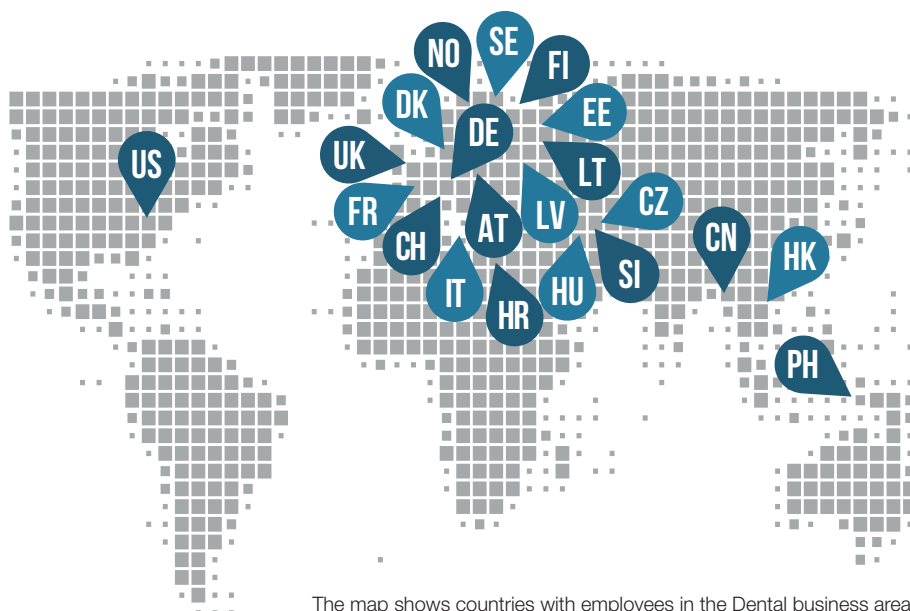 NO
SE
FI
DK
EE
DE
UK
US
LT
FR
CZ
LV
AT
CH
CN
HK
SI
IT
HU
HR
PH
The map shows countries with employees in the Dental business area